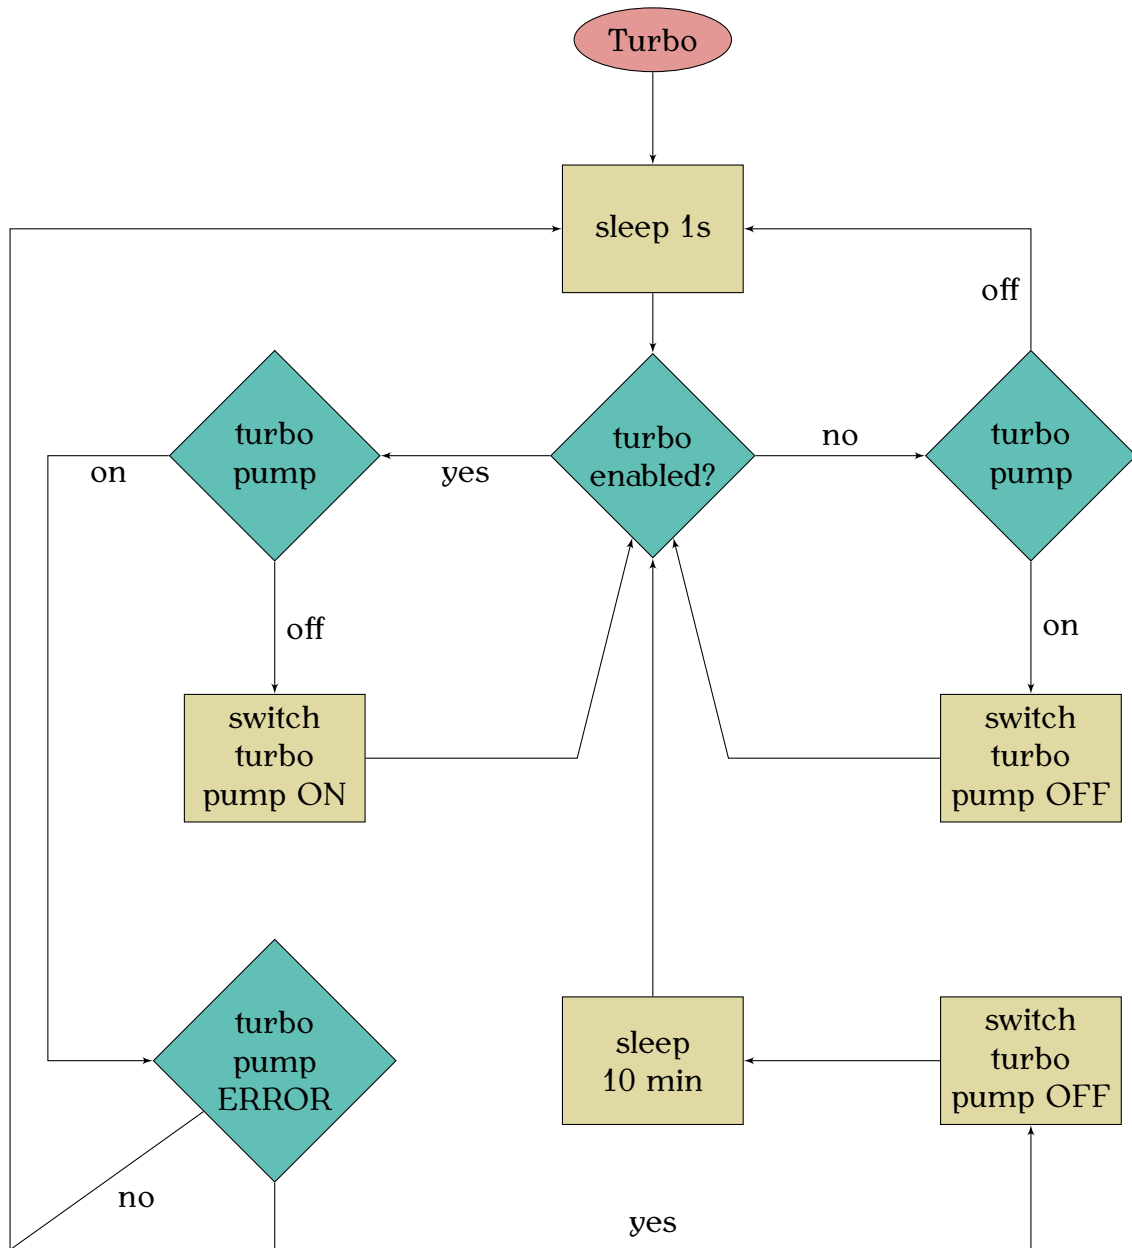 Turbo
sleep 1s
off
turbo
pump
on
yes
turbo
enabled?
no
turbo
pump
off
on
switch
turbo
pump ON
switch
turbo
pump OFF
turbo
pump
ERROR
sleep
10 min
switch
turbo
pump OFF
no
yes